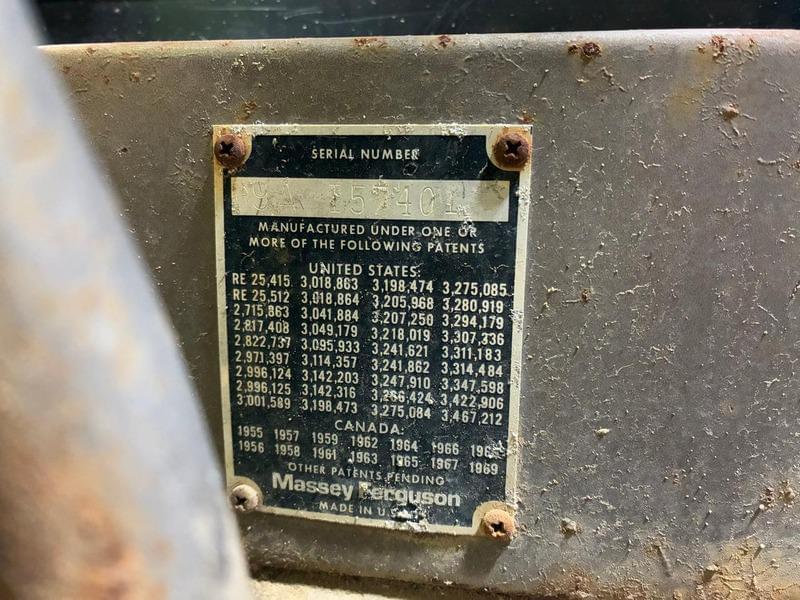 SERIAL NUMBER
9A 157401
MANUFACTURED UNDER ONE OR
MORE OF THE FOLLOWING PATENTS
UNITED STATES:
RE 25,415 3,018,863 3,198,474 3,275,085
RE 25,512 3,018,864 3,205,968 3,280,919
2,715,863 3,041,884 3,207,250 3,294,179
2,817,408 3,049,179 3,218,019 3,307,336
2,822,737 3,095,933 3,241,621 3,311,183
2,971,397 3,114,357 3,241,862 3,314,484
2,996,124 3,142,203 3,247,910 3,347,598
2,996,125 3,142,316 3,266,424 3,422,906
3,001,589 3,198,473 3,275,084 3,467,212
CANADA:
1955 1957 1959 1962 1964 1966
1956 1958 1961 1963 1965 1967 1969
OTHER PATENTS PENDING
Massey Ferguson
MADE IN